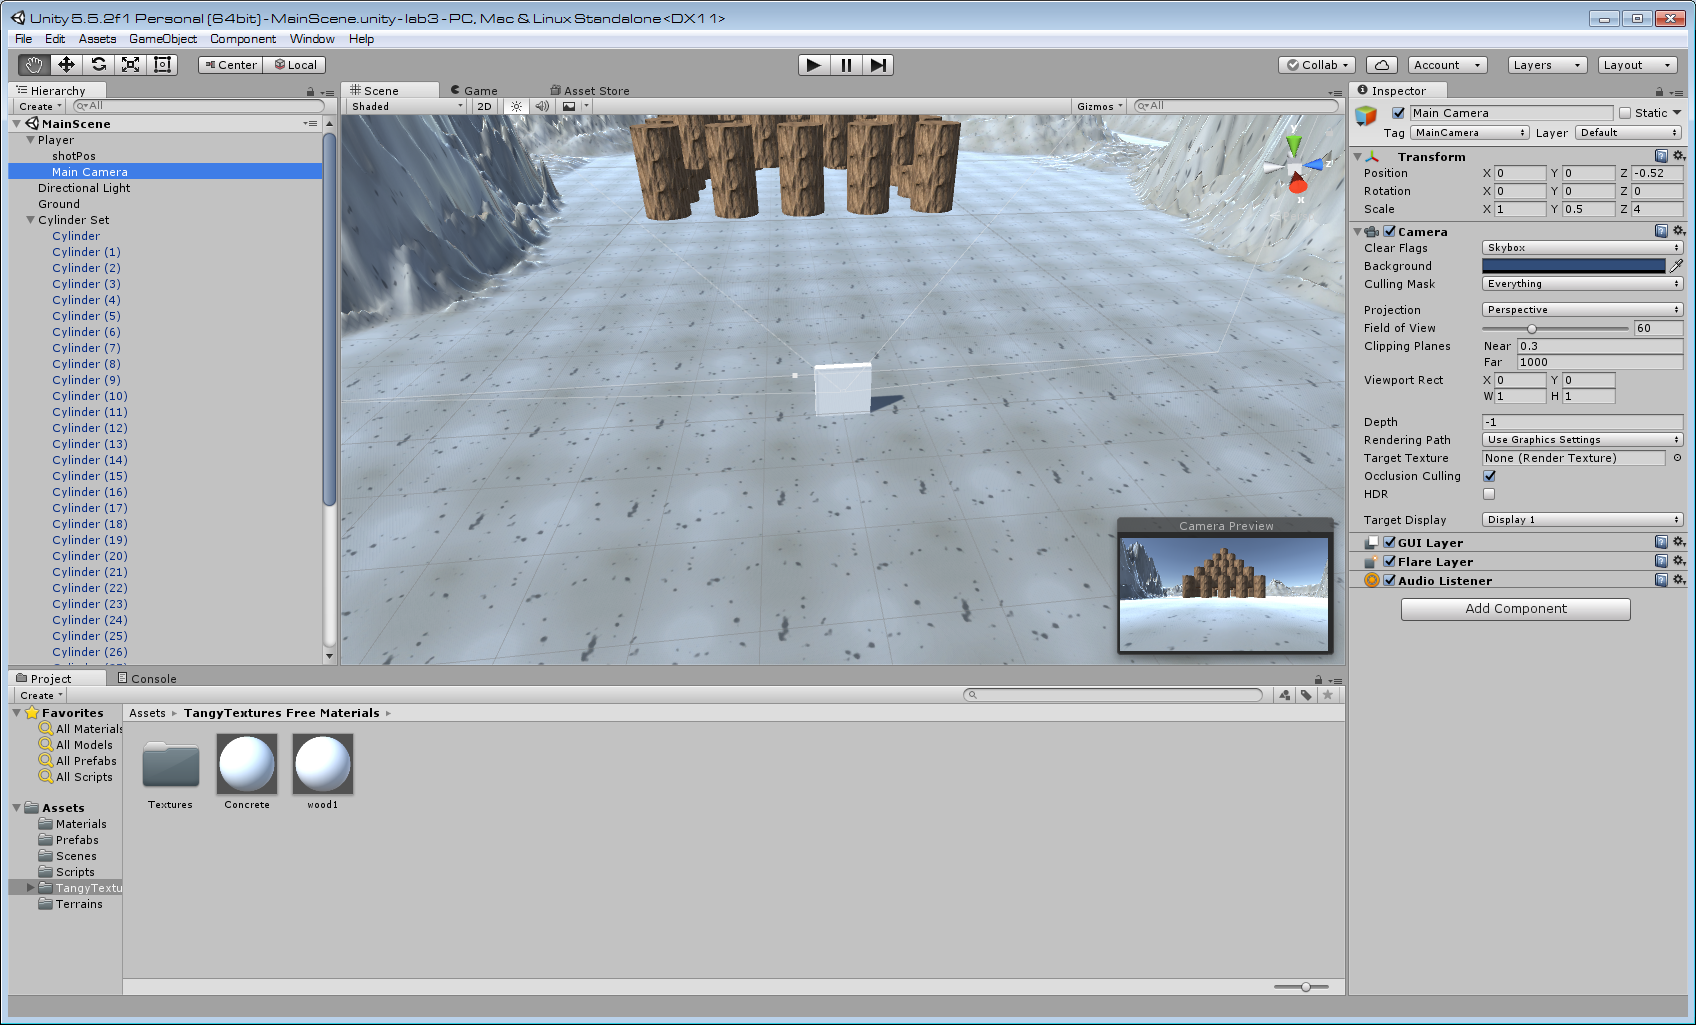 Unity 5.5.2f1 Personal (64bit) - MainScene.unity - lab3 - PC, Mac & Linux Standalone <DX11>
File Edit Assets GameObject Component Window Help
Center Local Collab Account Layers Layout
Hierarchy
Create All
MainScene
Player
shotPos
Main Camera
Directional Light
Ground
Cylinder Set
Cylinder
Cylinder (1)
Cylinder (2)
Cylinder (3)
Cylinder (4)
Cylinder (5)
Cylinder (6)
Cylinder (7)
Cylinder (8)
Cylinder (9)
Cylinder (10)
Cylinder (11)
Cylinder (12)
Cylinder (13)
Cylinder (14)
Cylinder (15)
Cylinder (16)
Cylinder (17)
Cylinder (18)
Cylinder (19)
Cylinder (20)
Cylinder (21)
Cylinder (22)
Cylinder (23)
Cylinder (24)
Cylinder (25)
Cylinder (26)
Scene Game Asset Store
Shaded 2D Gizmos All
y
z
x
Camera Preview
Inspector
Main Camera Static
Tag MainCamera Layer Default
Transform
Position X 0 Y 0 Z -0.52
Rotation X 0 Y 0 Z 0
Scale X 1 Y 0.5 Z 4
Camera
Clear Flags Skybox
Background
Culling Mask Everything
Projection Perspective
Field of View 60
Clipping Planes Near 0.3
Far 1000
Viewport Rect X 0 Y 0
W 1 H 1
Depth -1
Rendering Path Use Graphics Settings
Target Texture None (Render Texture)
Occlusion Culling
HDR
Target Display Display 1
GUI Layer
Flare Layer
Audio Listener
Add Component
Project Console
Create
Favorites
All Materials
All Models
All Prefabs
All Scripts
Assets
Materials
Prefabs
Scenes
Scripts
TangyTextu
Terrains
Assets TangyTextures Free Materials
Textures Concrete wood1